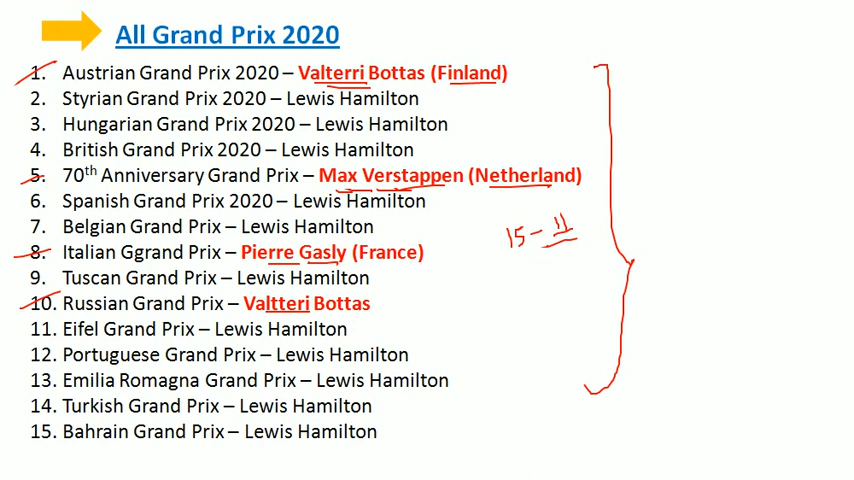 All Grand Prix 2020
1. Austrian Grand Prix 2020 – Valterri Bottas (Finland)
2. Styrian Grand Prix 2020 – Lewis Hamilton
3. Hungarian Grand Prix 2020 – Lewis Hamilton
4. British Grand Prix 2020 – Lewis Hamilton
5. 70th Anniversary Grand Prix – Max Verstappen (Netherland)
6. Spanish Grand Prix 2020 – Lewis Hamilton
7. Belgian Grand Prix – Lewis Hamilton
15 – 11
8. Italian Ggrand Prix – Pierre Gasly (France)
9. Tuscan Grand Prix – Lewis Hamilton
10. Russian Grand Prix – Valtteri Bottas
11. Eifel Grand Prix – Lewis Hamilton
12. Portuguese Grand Prix – Lewis Hamilton
13. Emilia Romagna Grand Prix – Lewis Hamilton
14. Turkish Grand Prix – Lewis Hamilton
15. Bahrain Grand Prix – Lewis Hamilton